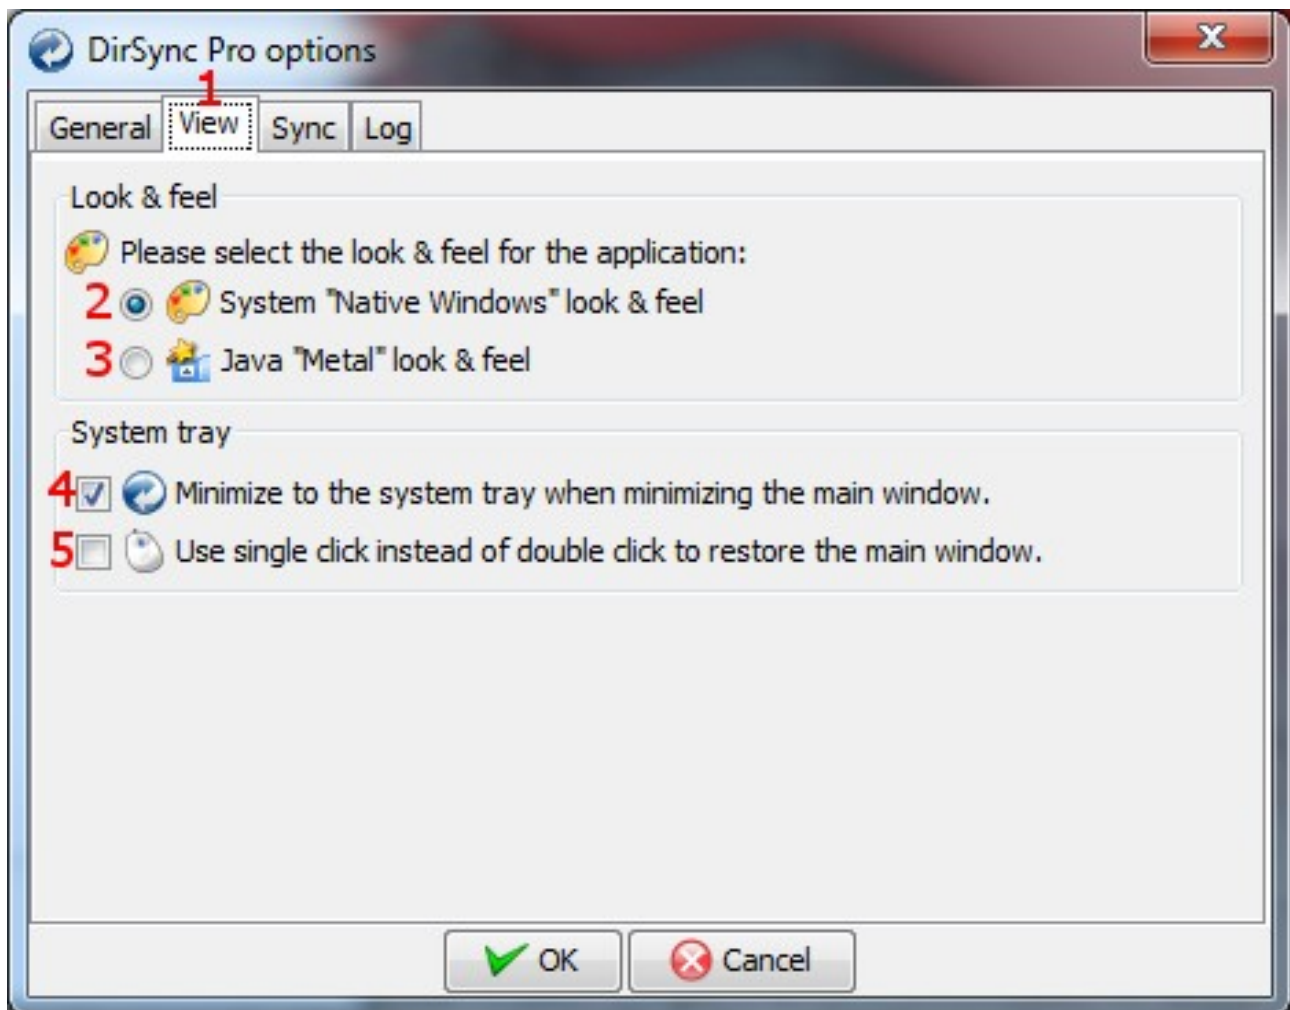 DirSync Pro options
1
General View Sync Log
Look & feel
Please select the look & feel for the application:
2 System "Native Windows" look & feel
3 Java "Metal" look & feel
System tray
4 Minimize to the system tray when minimizing the main window.
5 Use single click instead of double click to restore the main window.
OK Cancel